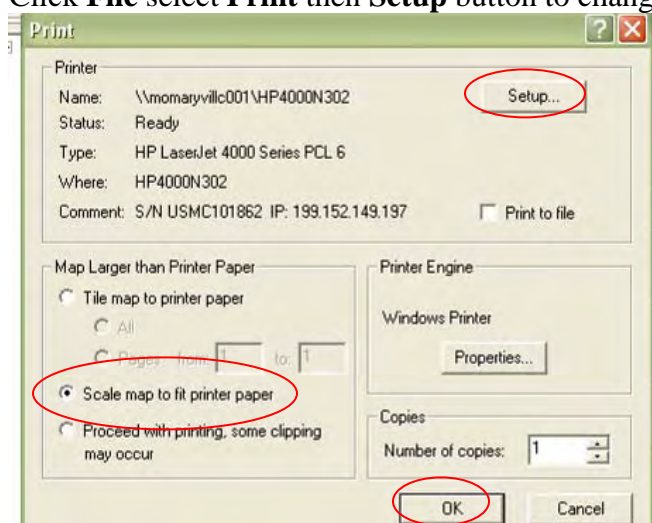 Click File select Print then Setup button to chang
Print
Printer
Name: \\momaryvillc001\HP4000N302 Setup...
Status: Ready
Type: HP LaserJet 4000 Series PCL 6
Where: HP4000N302
Comment: S/N USMC101862 IP: 199.152.149.197 Print to file
Map Larger than Printer Paper Printer Engine
Tile map to printer paper
All Windows Printer
Pages from: 1 to: 1 Properties...
Scale map to fit printer paper
Proceed with printing, some clipping may occur Copies
Number of copies: 1
OK Cancel